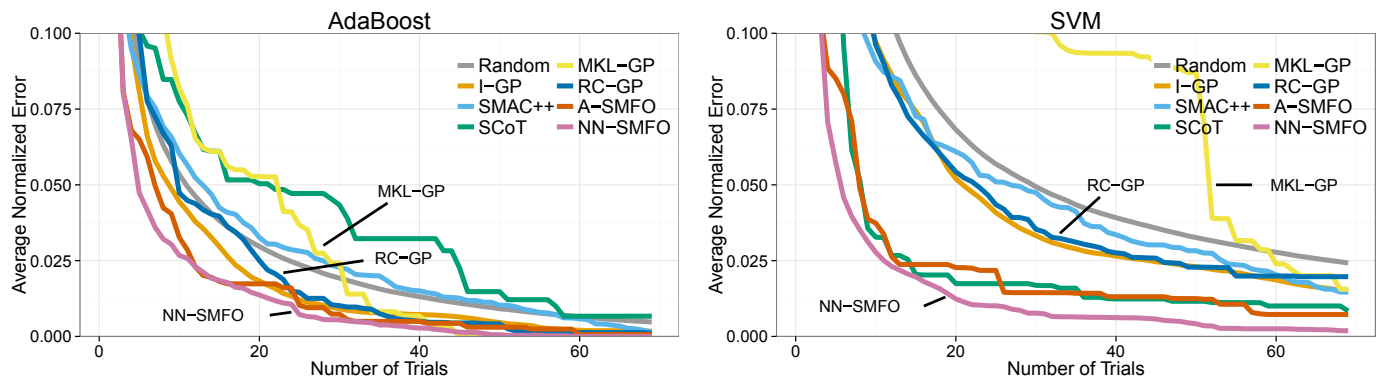 AdaBoost
Average Normalized Error
0.100
0.075
0.050
0.025
0.000
Random MKL−GP
I−GP RC−GP
SMAC++ A−SMFO
SCoT NN−SMFO
MKL−GP
RC−GP
NN−SMFO
0 20 40 60
Number of Trials
SVM
Average Normalized Error
0.100
0.075
0.050
0.025
0.000
Random MKL−GP
I−GP RC−GP
SMAC++ A−SMFO
SCoT NN−SMFO
RC−GP
MKL−GP
NN−SMFO
0 20 40 60
Number of Trials